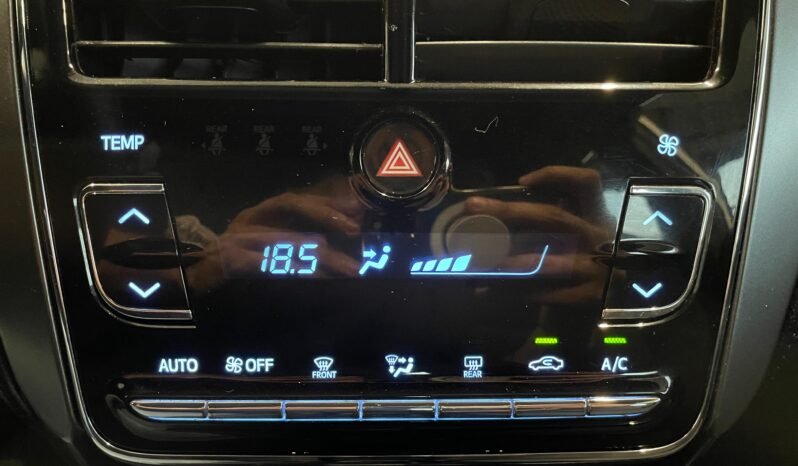 REAR REAR REAR
TEMP
18.5
AUTO OFF FRONT REAR A/C